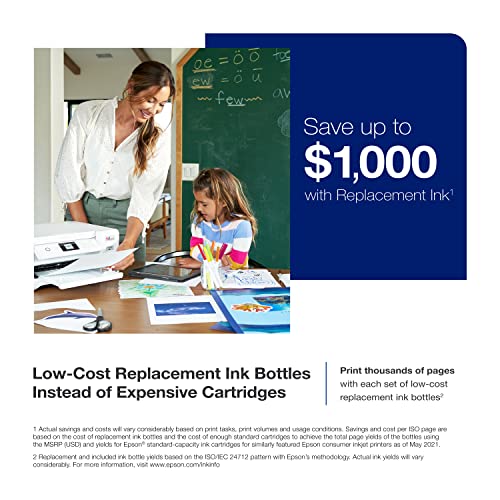 oe = ö ö
ew = ü
few
Save up to
$1,000
with Replacement Ink¹
Low-Cost Replacement Ink Bottles
Instead of Expensive Cartridges
Print thousands of pages
with each set of low-cost
replacement ink bottles²
1 Actual savings and costs will vary considerably based on print tasks, print volumes and usage conditions. Savings and cost per ISO page are
based on the cost of replacement ink bottles and the cost of enough standard cartridges to achieve the total page yields of the bottles using
the MSRP (USD) and yields for Epson® standard-capacity ink cartridges for similarly featured Epson consumer inkjet printers as of May 2021.
2 Replacement and included ink bottle yields based on the ISO/IEC 24712 pattern with Epson's methodology. Actual ink yields will vary
considerably. For more information, visit www.epson.com/inkinfo